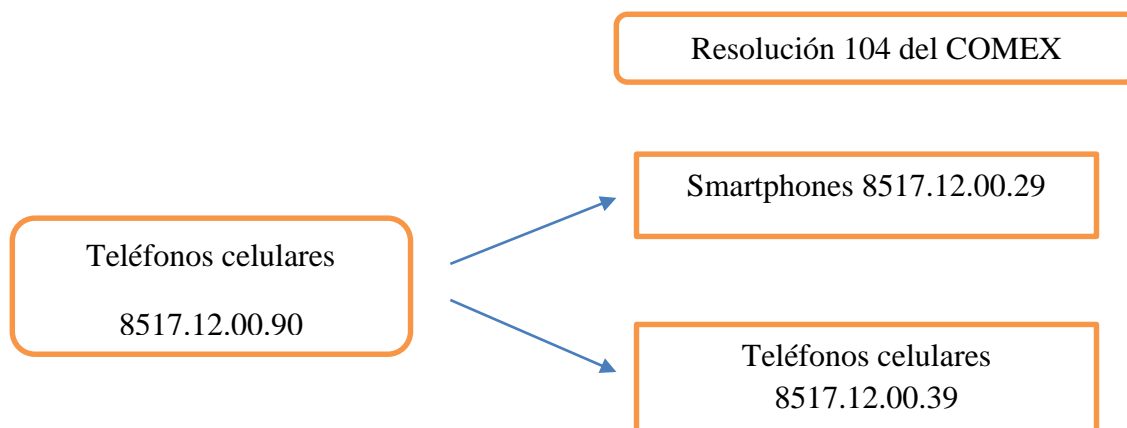 Resolución 104 del COMEX
Smartphones 8517.12.00.29
Teléfonos celulares
8517.12.00.90
Teléfonos celulares
8517.12.00.39